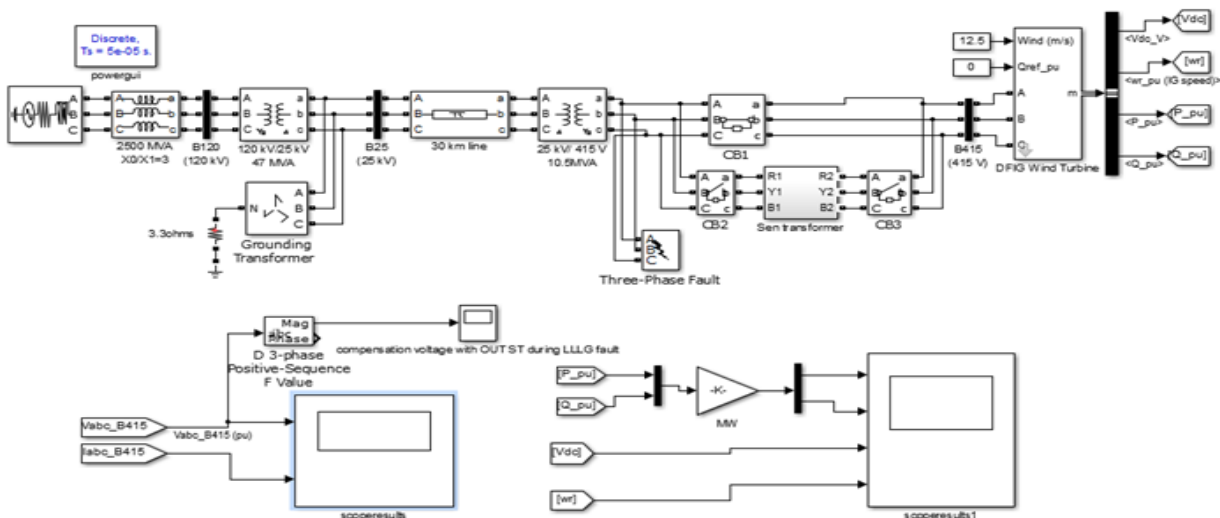 Discrete,
Ts = 5e-05 s.
powergui
A
B
C
A a
B b
C c
2500 MVA
X0/X1=3
B120
(120 kV)
A a
B b
C c
120 kV/25 kV
47 MVA
N
A
B
C
3.3ohms
Grounding
Transformer
B25
(25 kV)
A a
B b
C c
30 km line
A a
B b
C c
25 kV/ 415 V
10.5MVA
A a
B b
C c
CB1
A a
B b
C c
CB2
R1 R2
Y1 Y2
B1 B2
Sen transformer
A a
B b
C c
CB3
A
B
C
Three-Phase Fault
B415
(415 V)
12.5
0
Wind (m/s)
Qref_pu
A
B
m
DFIG Wind Turbine
[Vdc]
<Vdc_V>
[wr]
<wr_pu (IG speed)>
[P_pu]
<P_pu>
[Q_pu]
<Q_pu>
Mag
abc
Phase
D 3-phase
Positive-Sequence
F Value
compensation voltage with OUT ST during LLLG fault
Vabc_B415
Vabc_B415 (pu)
Iabc_B415
scoperesults
[P_pu]
[Q_pu]
-K-
MW
[Vdc]
[wr]
scoperesults1